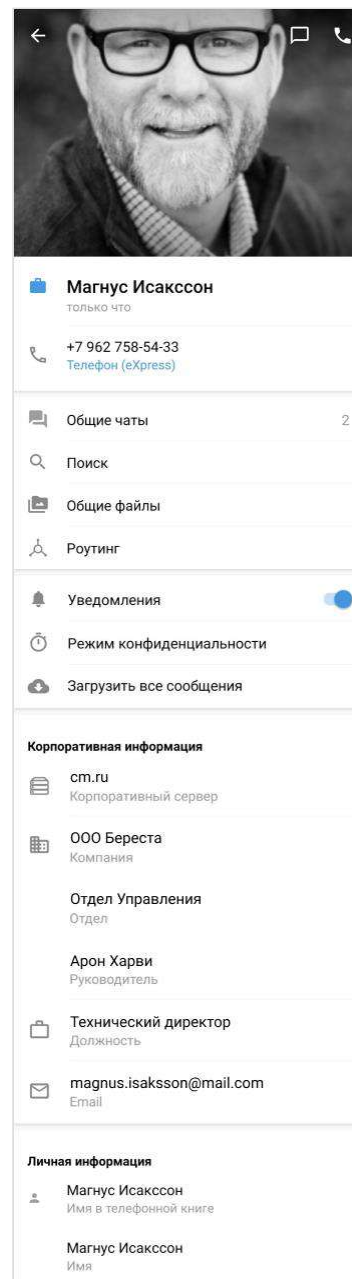 Магнус Исакссон
только что
+7 962 758-54-33
Телефон (eXpress)
Общие чаты 2
Поиск
Общие файлы
Роутинг
Уведомления
Режим конфиденциальности
Загрузить все сообщения
Корпоративная информация
cm.ru
Корпоративный сервер
ООО Береста
Компания
Отдел Управления
Отдел
Арон Харви
Руководитель
Технический директор
Должность
magnus.isaksson@mail.com
Email
Личная информация
Магнус Исакссон
Имя в телефонной книге
Магнус Исакссон
Имя